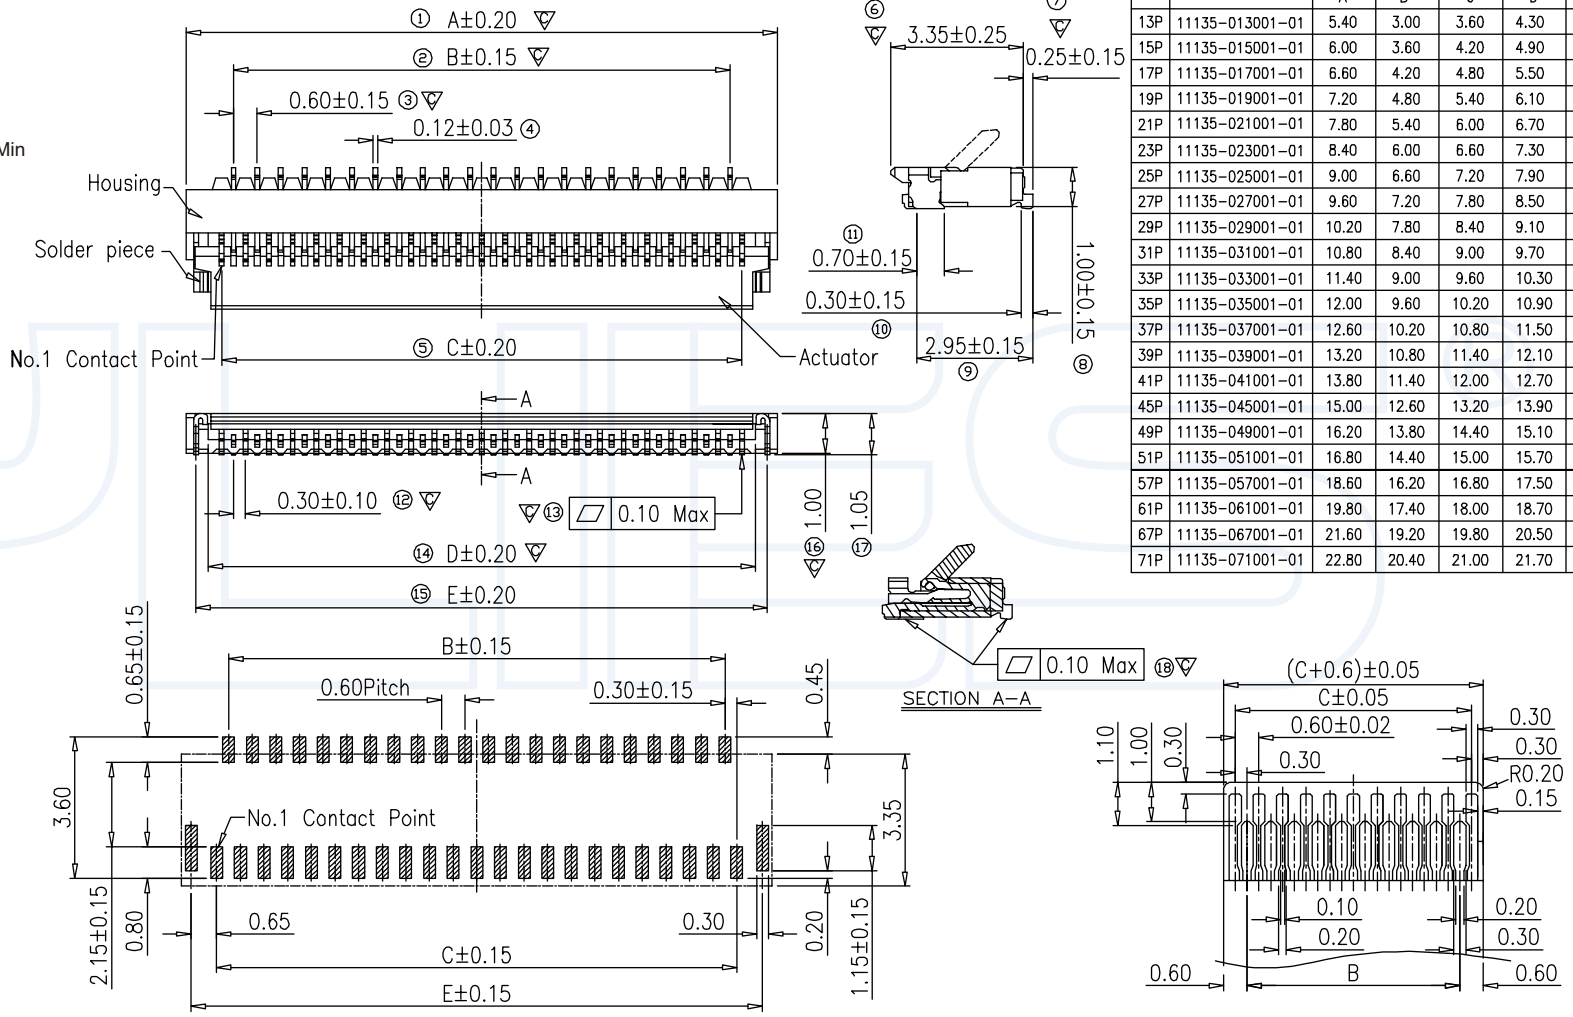 ① A±0.20 C
② B±0.15 C
0.60±0.15 ③ C
0.12±0.03 ④
Min
Housing
Solder piece
No.1 Contact Point
⑤ C±0.20
Actuator
⑥
C
3.35±0.25
⑦
C
0.25±0.15
⑪
0.70±0.15
0.30±0.15
⑩
2.95±0.15
⑨
1.00±0.15 ⑧
13P 11135-013001-01 5.40 3.00 3.60 4.30
15P 11135-015001-01 6.00 3.60 4.20 4.90
17P 11135-017001-01 6.60 4.20 4.80 5.50
19P 11135-019001-01 7.20 4.80 5.40 6.10
21P 11135-021001-01 7.80 5.40 6.00 6.70
23P 11135-023001-01 8.40 6.00 6.60 7.30
25P 11135-025001-01 9.00 6.60 7.20 7.90
27P 11135-027001-01 9.60 7.20 7.80 8.50
29P 11135-029001-01 10.20 7.80 8.40 9.10
31P 11135-031001-01 10.80 8.40 9.00 9.70
33P 11135-033001-01 11.40 9.00 9.60 10.30
35P 11135-035001-01 12.00 9.60 10.20 10.90
37P 11135-037001-01 12.60 10.20 10.80 11.50
39P 11135-039001-01 13.20 10.80 11.40 12.10
41P 11135-041001-01 13.80 11.40 12.00 12.70
45P 11135-045001-01 15.00 12.60 13.20 13.90
49P 11135-049001-01 16.20 13.80 14.40 15.10
51P 11135-051001-01 16.80 14.40 15.00 15.70
57P 11135-057001-01 18.60 16.20 16.80 17.50
61P 11135-061001-01 19.80 17.40 18.00 18.70
67P 11135-067001-01 21.60 19.20 19.80 20.50
71P 11135-071001-01 22.80 20.40 21.00 21.70
A
A
0.30±0.10 ⑫ C
C ⑬ 0.10 Max
⑭ D±0.20 C
⑮ E±0.20
C ⑯ 1.00
⑰ 1.05
0.10 Max ⑱ C
SECTION A-A
B±0.15
0.60Pitch
0.30±0.15
0.65±0.15
0.45
3.60
3.35
No.1 Contact Point
2.15±0.15
0.80
0.65
0.30
0.20
1.15±0.15
C±0.15
E±0.15
(C+0.6)±0.05
C±0.05
0.60±0.02
0.30
0.30
0.30
R0.20
0.15
1.10
1.00
0.30
0.10
0.20
0.20
0.30
0.60
B
0.60